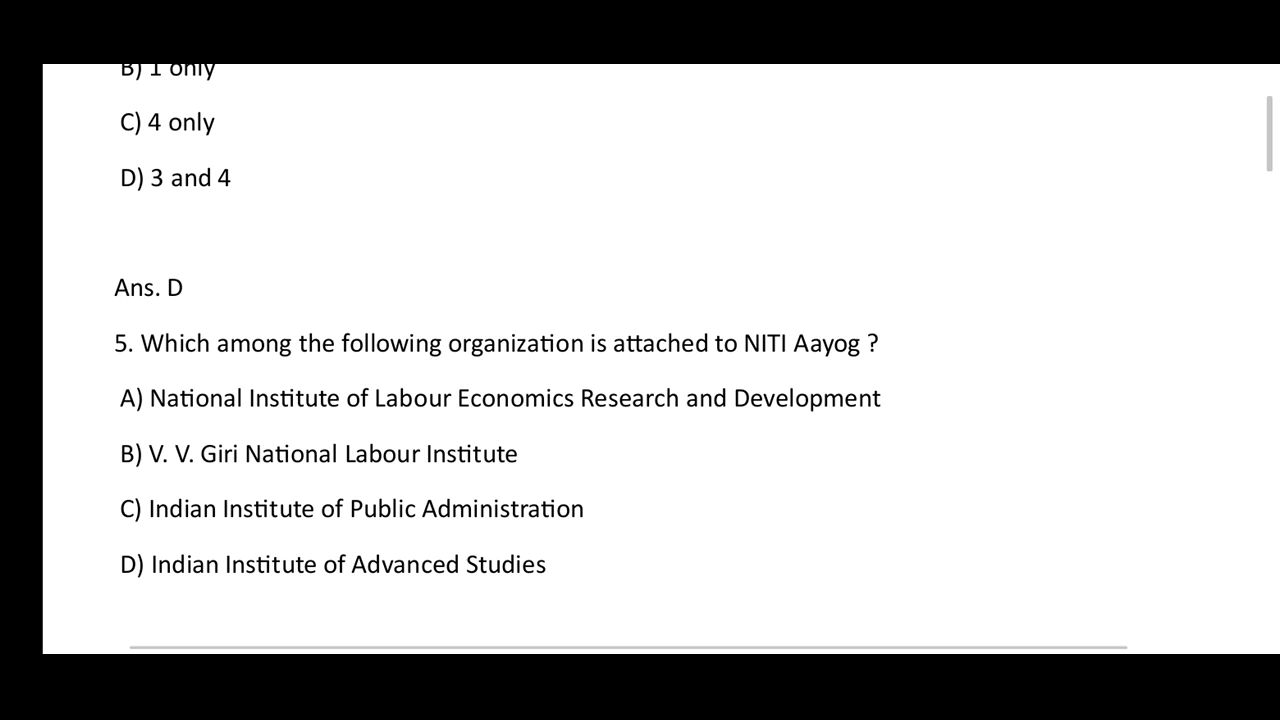 B) 1 only
C) 4 only
D) 3 and 4
Ans. D
5. Which among the following organization is attached to NITI Aayog ?
A) National Institute of Labour Economics Research and Development
B) V. V. Giri National Labour Institute
C) Indian Institute of Public Administration
D) Indian Institute of Advanced Studies